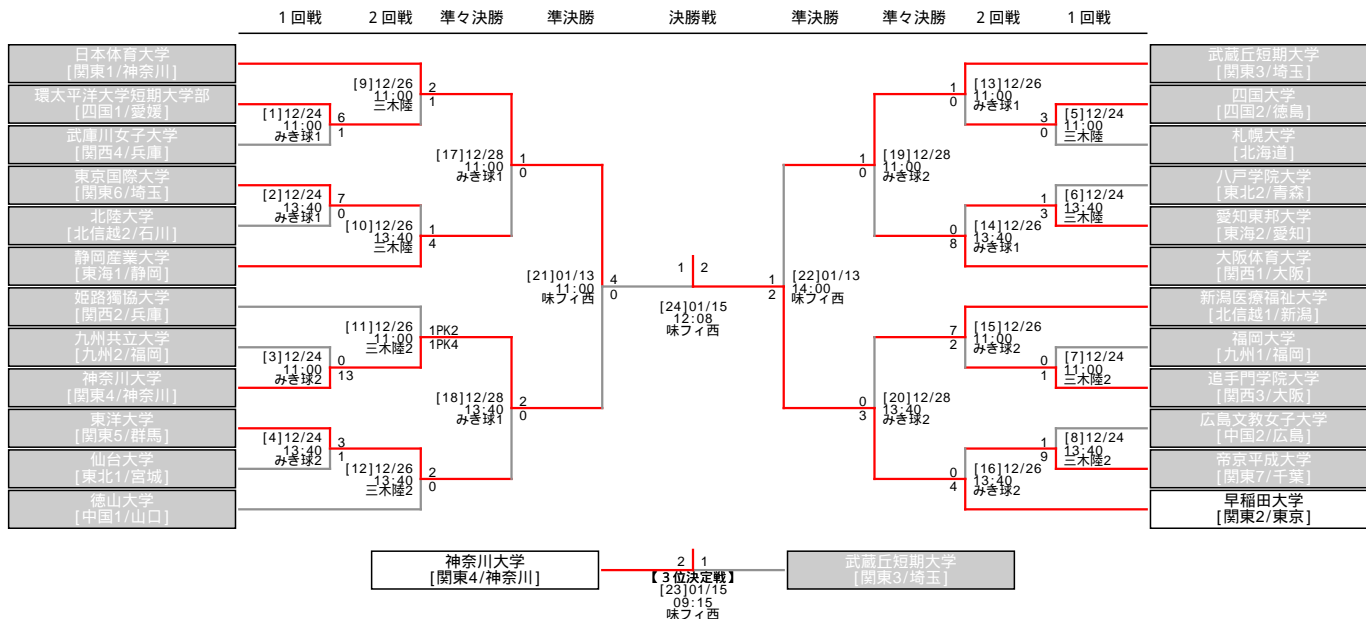 1回戦 2回戦 準々決勝 準決勝 決勝戦 準決勝 準々決勝 2回戦 1回戦
日本体育大学
[関東1/神奈川]
環太平洋大学短期大学部
[四国1/愛媛]
武庫川女子大学
[関西4/兵庫]
東京国際大学
[関東6/埼玉]
北陸大学
[北信越2/石川]
静岡産業大学
[東海1/静岡]
姫路獨協大学
[関西2/兵庫]
九州共立大学
[九州2/福岡]
神奈川大学
[関東4/神奈川]
東洋大学
[関東5/群馬]
仙台大学
[東北1/宮城]
徳山大学
[中国1/山口]
[1]12/24
11:00
みき球1
6
1
[2]12/24
13:40
みき球1
7
0
[3]12/24
11:00
みき球2
0
13
[4]12/24
13:40
みき球2
3
1
[9]12/26
11:00
三木陸
2
1
[10]12/26
13:40
三木陸
1
4
[11]12/26
11:00
三木陸2
1PK2
1PK4
[12]12/26
13:40
三木陸2
2
0
[17]12/28
11:00
みき球1
1
0
[18]12/28
13:40
みき球1
2
0
[21]01/13
11:00
味フィ西
4
0
1 2
[24]01/15
12:08
味フィ西
1
2
[22]01/13
14:00
味フィ西
1
0
[19]12/28
11:00
みき球2
0
3
[20]12/28
13:40
みき球2
1
0
[13]12/26
11:00
みき球1
0
8
[14]12/26
13:40
みき球1
7
2
[15]12/26
11:00
みき球2
0
4
[16]12/26
13:40
みき球2
3
0
[5]12/24
11:00
三木陸
1
3
[6]12/24
13:40
三木陸
0
1
[7]12/24
11:00
三木陸2
1
9
[8]12/24
13:40
三木陸2
武蔵丘短期大学
[関東3/埼玉]
四国大学
[四国2/徳島]
札幌大学
[北海道]
八戸学院大学
[東北2/青森]
愛知東邦大学
[東海2/愛知]
大阪体育大学
[関西1/大阪]
新潟医療福祉大学
[北信越1/新潟]
福岡大学
[九州1/福岡]
追手門学院大学
[関西3/大阪]
広島文教女子大学
[中国2/広島]
帝京平成大学
[関東7/千葉]
早稲田大学
[関東2/東京]
神奈川大学
[関東4/神奈川]
2 1
【3位決定戦】
[23]01/15
09:15
味フィ西
武蔵丘短期大学
[関東3/埼玉]